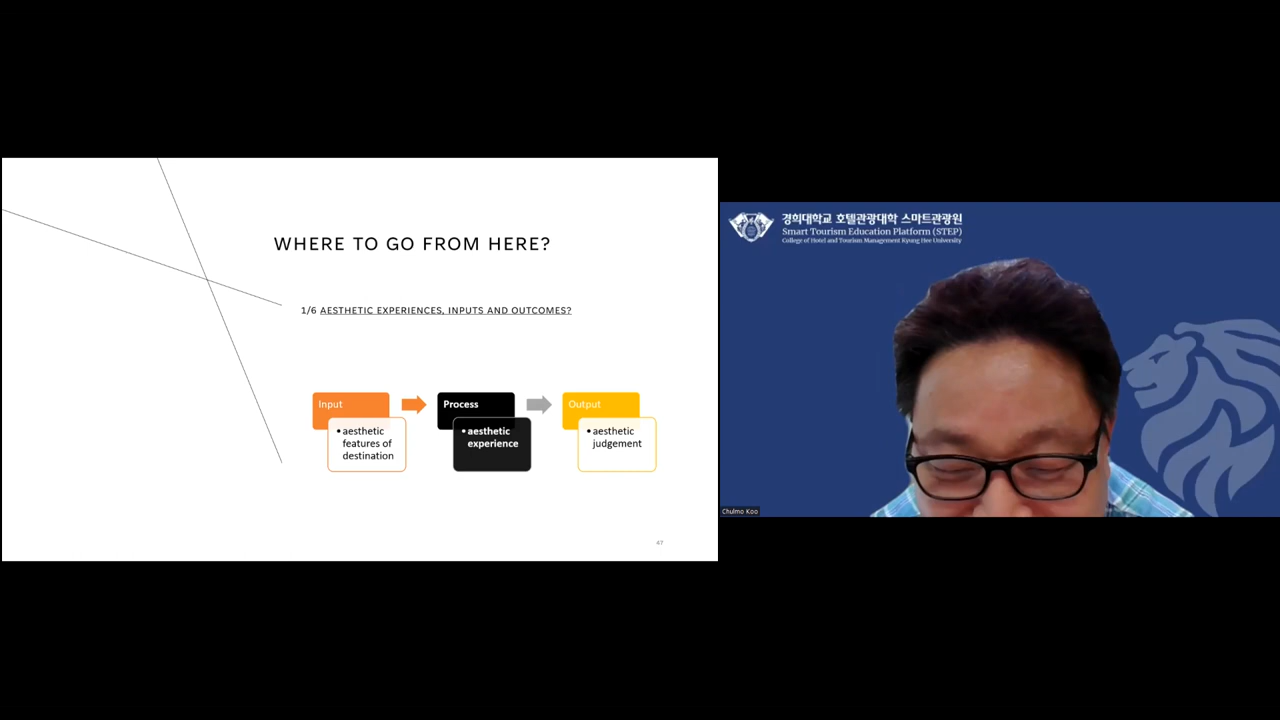 WHERE TO GO FROM HERE?
1/6 AESTHETIC EXPERIENCES, INPUTS AND OUTCOMES?
Input
• aesthetic
features of
destination
Process
• aesthetic
experience
Output
• aesthetic
judgement
47
경희대학교 호텔관광대학 스마트관광원
Smart Tourism Education Platform (STEP)
College of Hotel and Tourism Management Kyung Hee University
Chulmo Koo